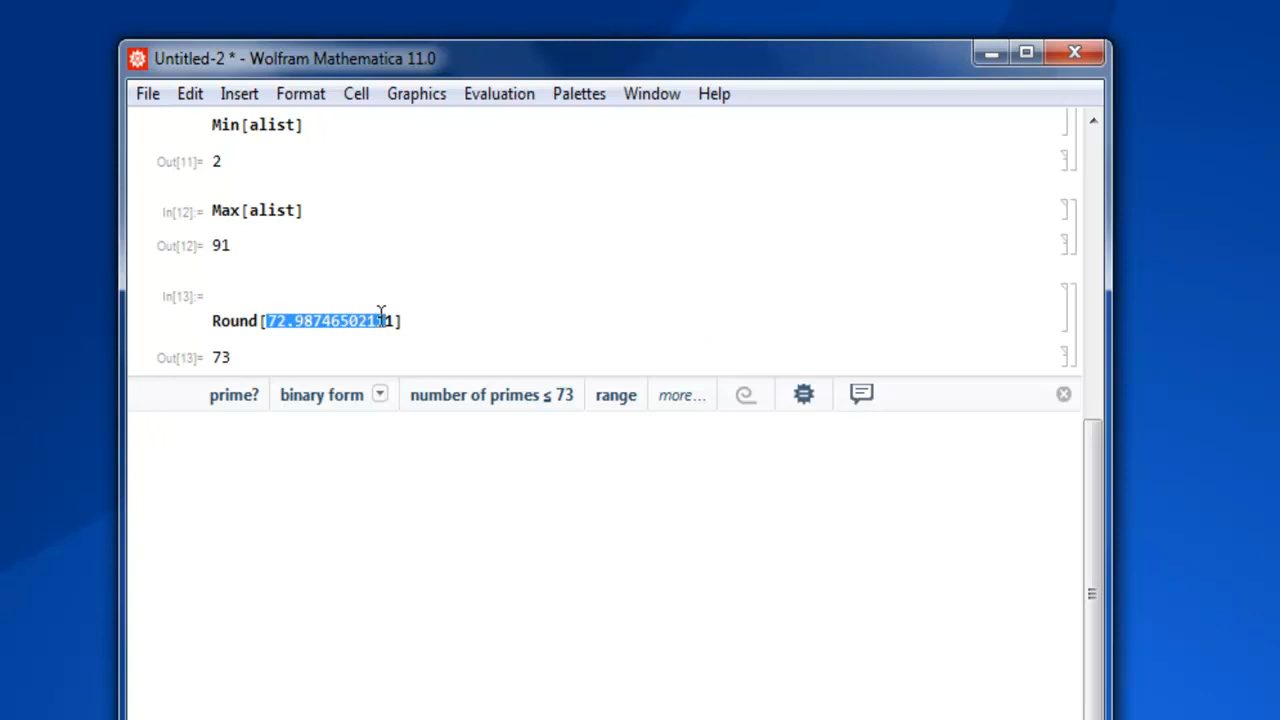 Untitled-2 * - Wolfram Mathematica 11.0
File Edit Insert Format Cell Graphics Evaluation Palettes Window Help
Min[alist]
Out[11]= 2
In[12]:= Max[alist]
Out[12]= 91
In[13]:=
Round[
Out[13]= 73
prime? binary form number of primes ≤ 73 range more...